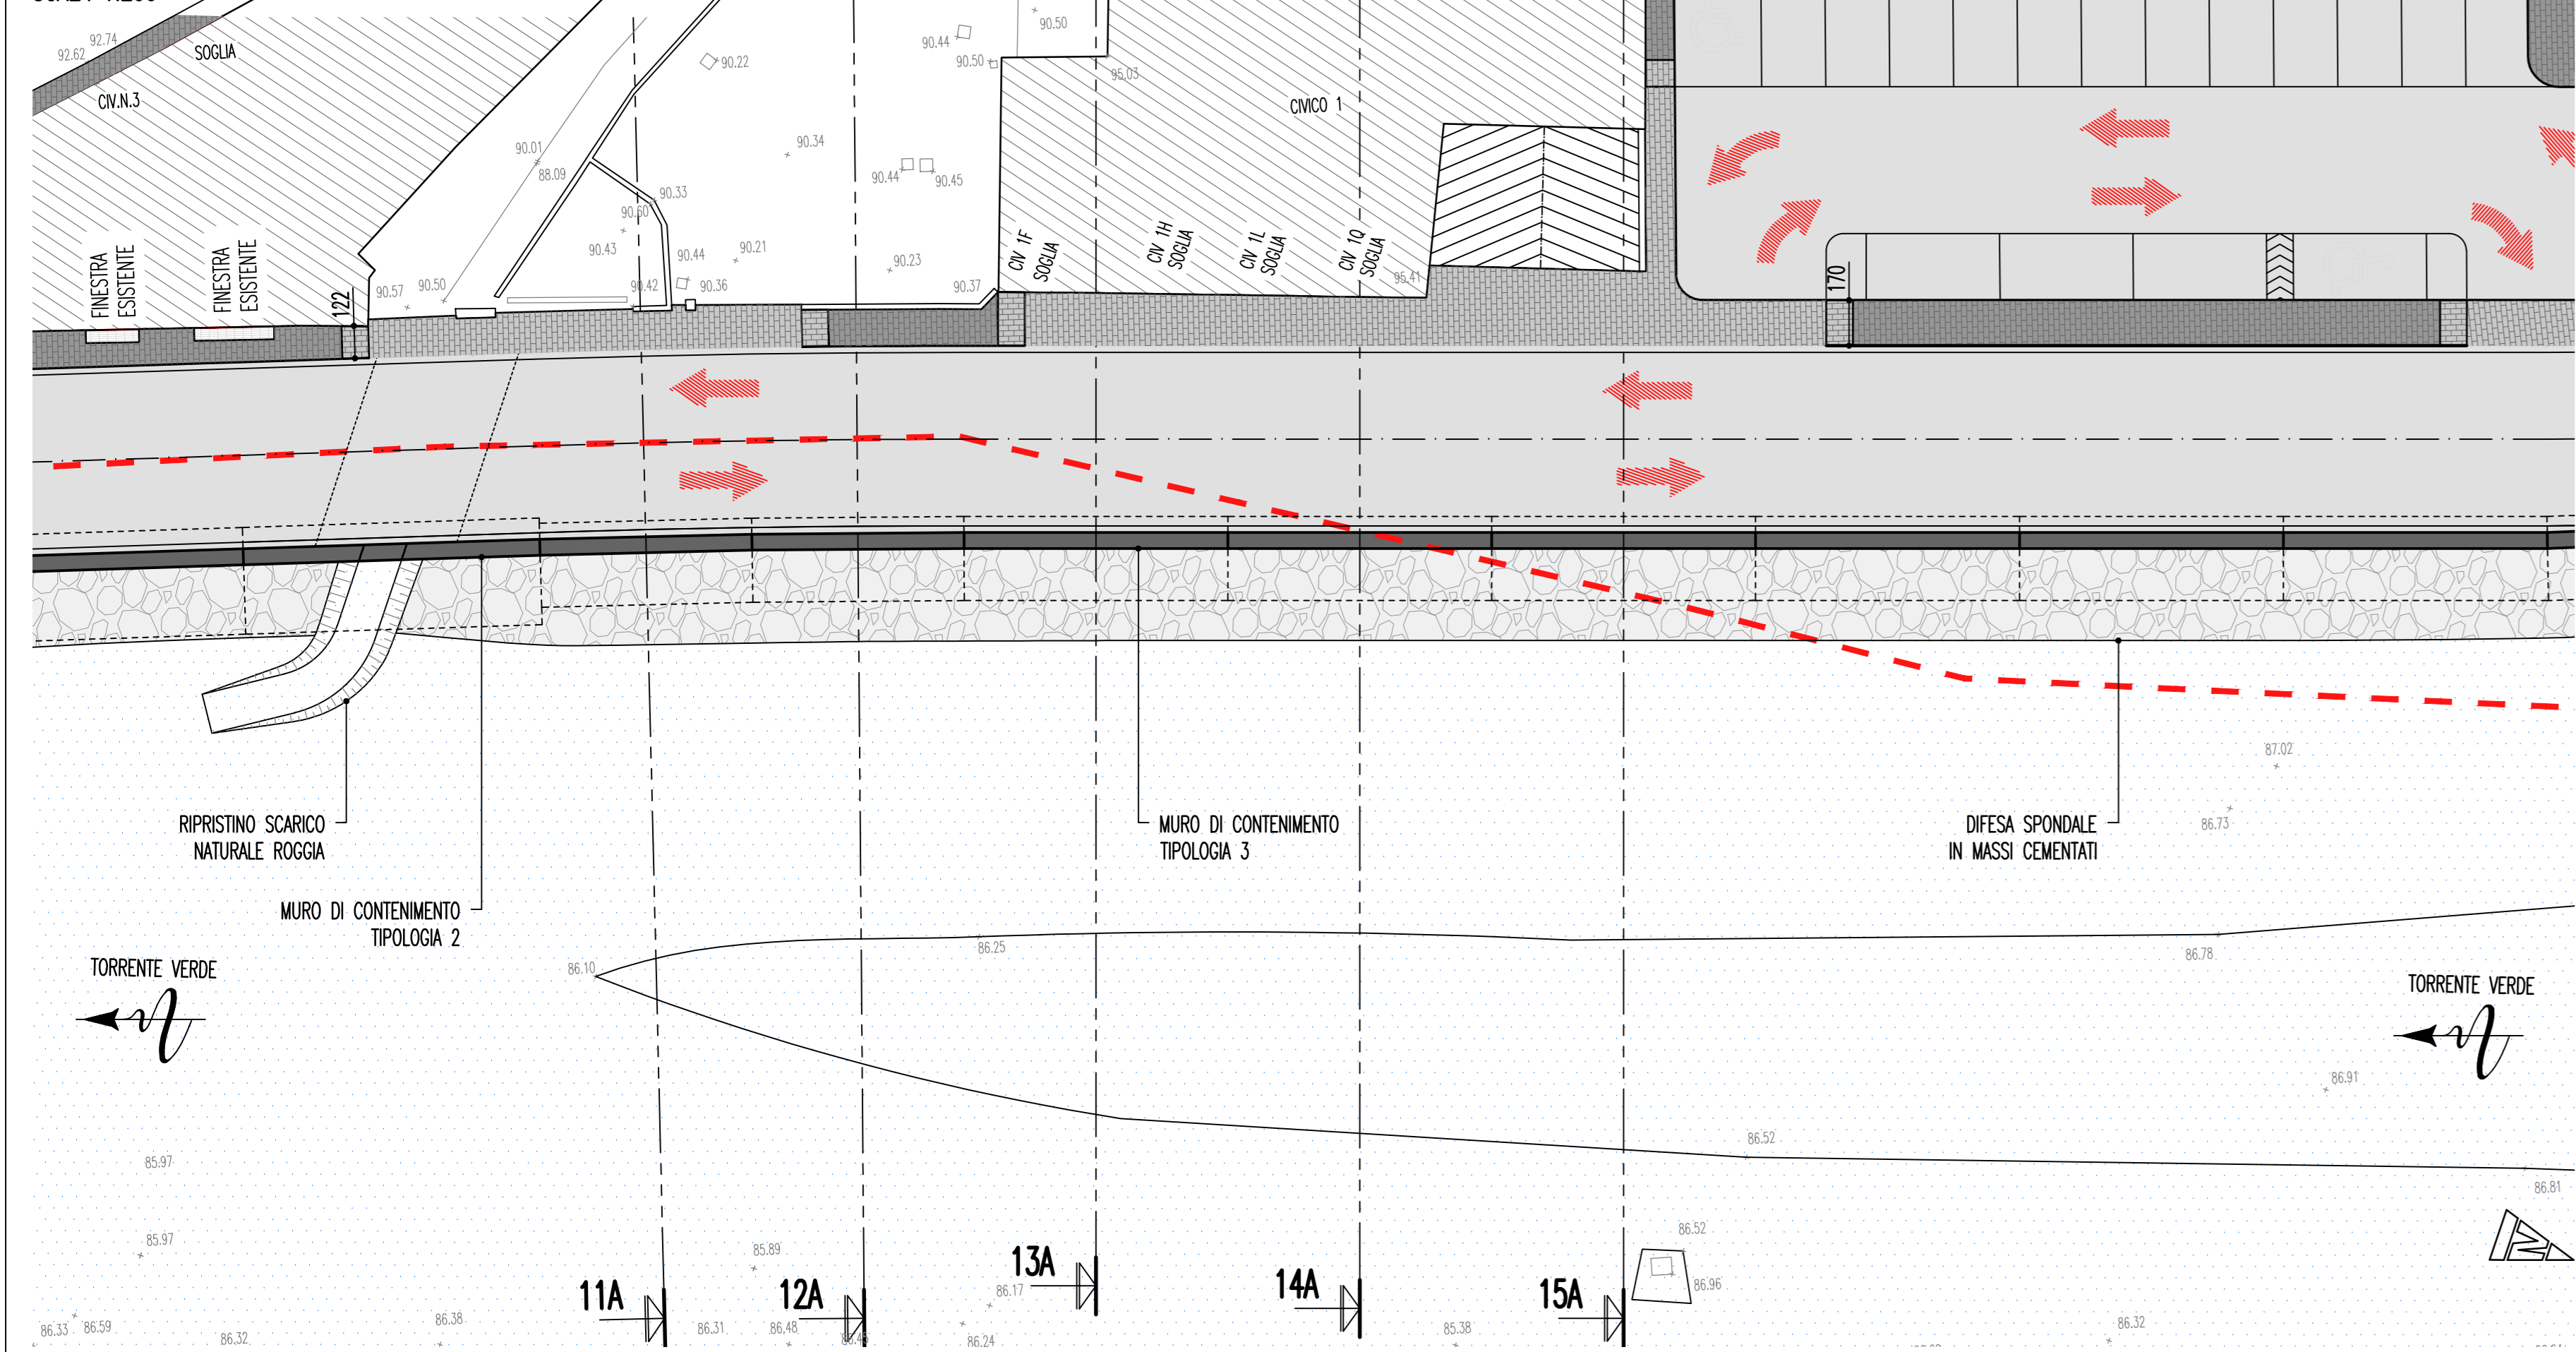 92.74
92.62
SOGLIA
CIV.N.3
90.22
90.44
90.50
90.50
95.03
CIVICO 1
90.01
88.09
90.34
90.33
90.60
90.44
90.45
90.43
90.44
90.21
90.23
90.57
90.50
90.42
90.36
90.37
95.41
FINESTRA
ESISTENTE
FINESTRA
ESISTENTE
122
CIV 1F
SOGLIA
CIV 1H
SOGLIA
CIV 1L
SOGLIA
CIV 1Q
SOGLIA
170
87.02
86.73
RIPRISTINO SCARICO
NATURALE ROGGIA
MURO DI CONTENIMENTO
TIPOLOGIA 3
DIFESA SPONDALE
IN MASSI CEMENTATI
MURO DI CONTENIMENTO
TIPOLOGIA 2
86.10
86.25
86.78
TORRENTE VERDE
TORRENTE VERDE
86.91
86.52
85.97
86.81
85.97
85.89
86.52
86.96
11A
12A
13A
14A
15A
86.17
86.33
86.59
86.32
86.38
86.31
86.48
86.24
85.38
86.32